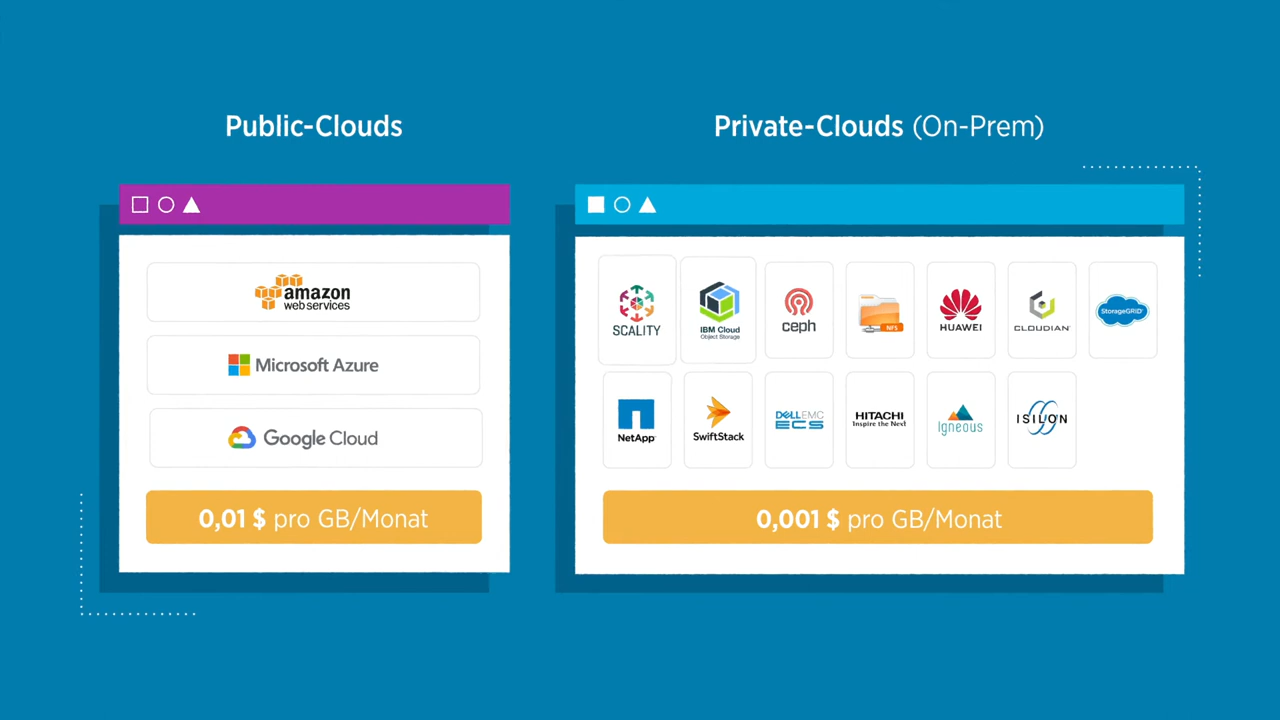 Public-Clouds
Private-Clouds (On-Prem)
amazon
web services
Microsoft Azure
Google Cloud
0,01 $ pro GB/Monat
SCALITY
IBM Cloud
Object Storage
ceph
NFS
HUAWEI
CLOUDIAN
StorageGRID
NetApp
SwiftStack
DELL EMC
ECS
HITACHI
Inspire the Next
Igneous
ISILON
0,001 $ pro GB/Monat